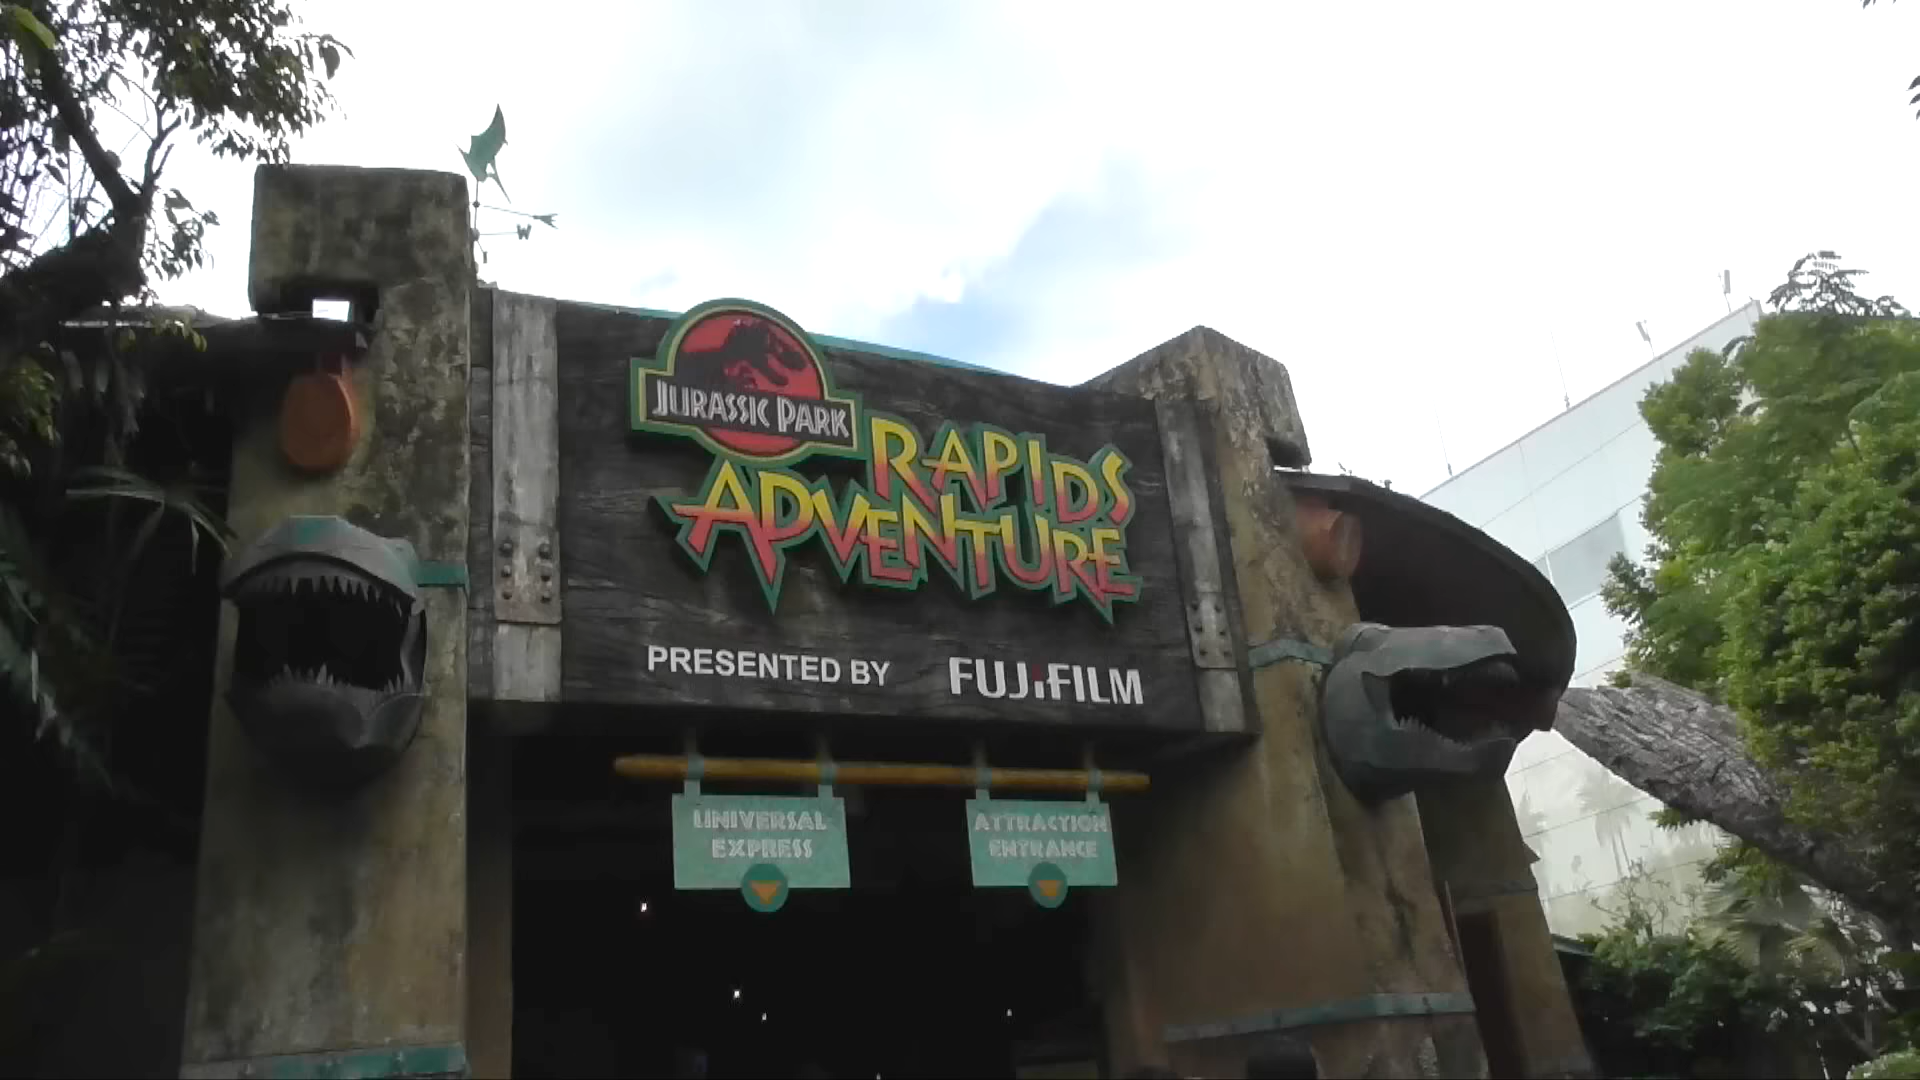 W
JURASSIC PARK
RAPIDS
ADVENTURE
PRESENTED BY FUJIFILM
UNIVERSAL
EXPRESS
ATTRACTION
ENTRANCE